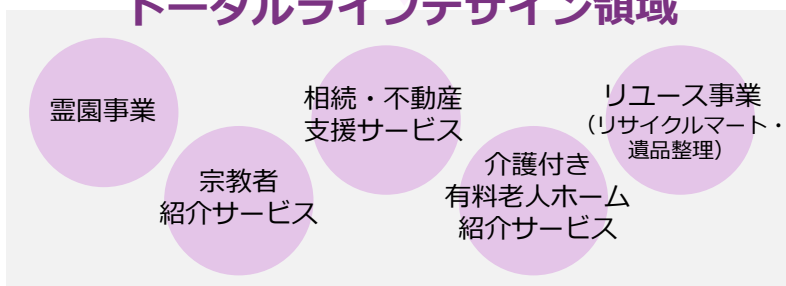 トータルライフデザイン領域
霊園事業
宗教者
紹介サービス
相続・不動産
支援サービス
介護付き
有料老人ホーム
紹介サービス
リユース事業
（リサイクルマート・
遺品整理）